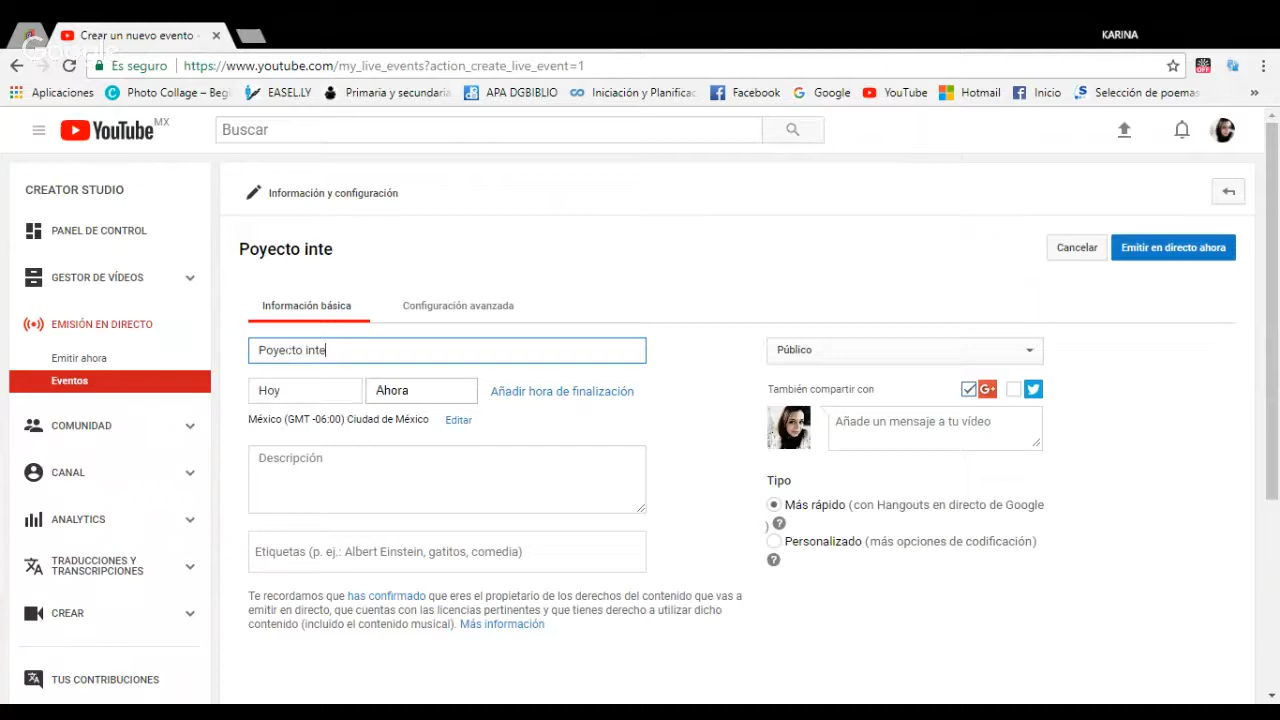 Crear un nuevo evento -
KARINA
Google
Es seguro
https://www.youtube.com/my_live_events?action_create_live_event=1
OFF
Aplicaciones
Photo Collage – Begi
EASEL.LY
Primaria y secundaria
APA DGBIBLIO
Iniciación y Planificac
Facebook
Google
YouTube
Hotmail
Inicio
Selección de poemas
»
YouTube MX
Buscar
CREATOR STUDIO
PANEL DE CONTROL
GESTOR DE VÍDEOS
EMISIÓN EN DIRECTO
Emitir ahora
Eventos
COMUNIDAD
CANAL
ANALYTICS
TRADUCCIONES Y
TRANSCRIPCIONES
CREAR
TUS CONTRIBUCIONES
Información y configuración
Poyecto inte
Cancelar
Emitir en directo ahora
Información básica
Configuración avanzada
Poyecto inte
Hoy
Ahora
Añadir hora de finalización
México (GMT -06:00) Ciudad de México
Editar
Descripción
Etiquetas (p. ej.: Albert Einstein, gatitos, comedia)
Te recordamos que has confirmado que eres el propietario de los derechos del contenido que vas a
emitir en directo, que cuentas con las licencias pertinentes y que tienes derecho a utilizar dicho
contenido (incluido el contenido musical). Más información
Público
También compartir con
G+
Añade un mensaje a tu vídeo
Tipo
Más rápido (con Hangouts en directo de Google
) ?
Personalizado (más opciones de codificación)
?